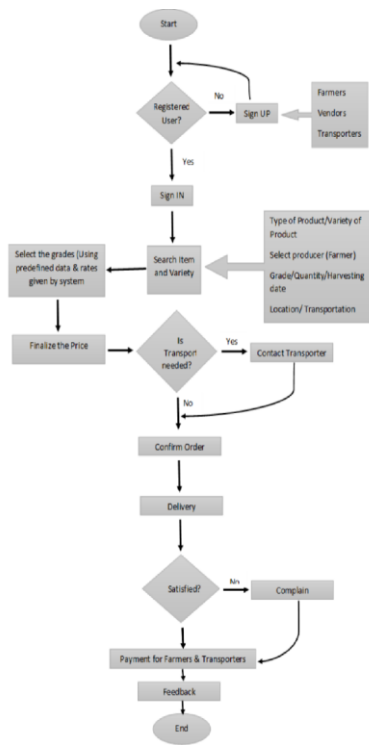 Start
Registered
User?
No
Sign UP
Farmers
Vendors
Transporters
Yes
Sign IN
Search Item
and Variety
Type of Product/Variety of
Product
Select producer (Farmer)
Grade/Quantity/Harvesting
date
Location/ Transportation
Select the grades (Using
predefined data & rates
given by system
Finalize the Price
Is
Transport
needed?
Yes
Contact Transporter
No
Confirm Order
Delivery
Satisfied?
No
Complain
Payment for Farmers & Transporters
Feedback
End